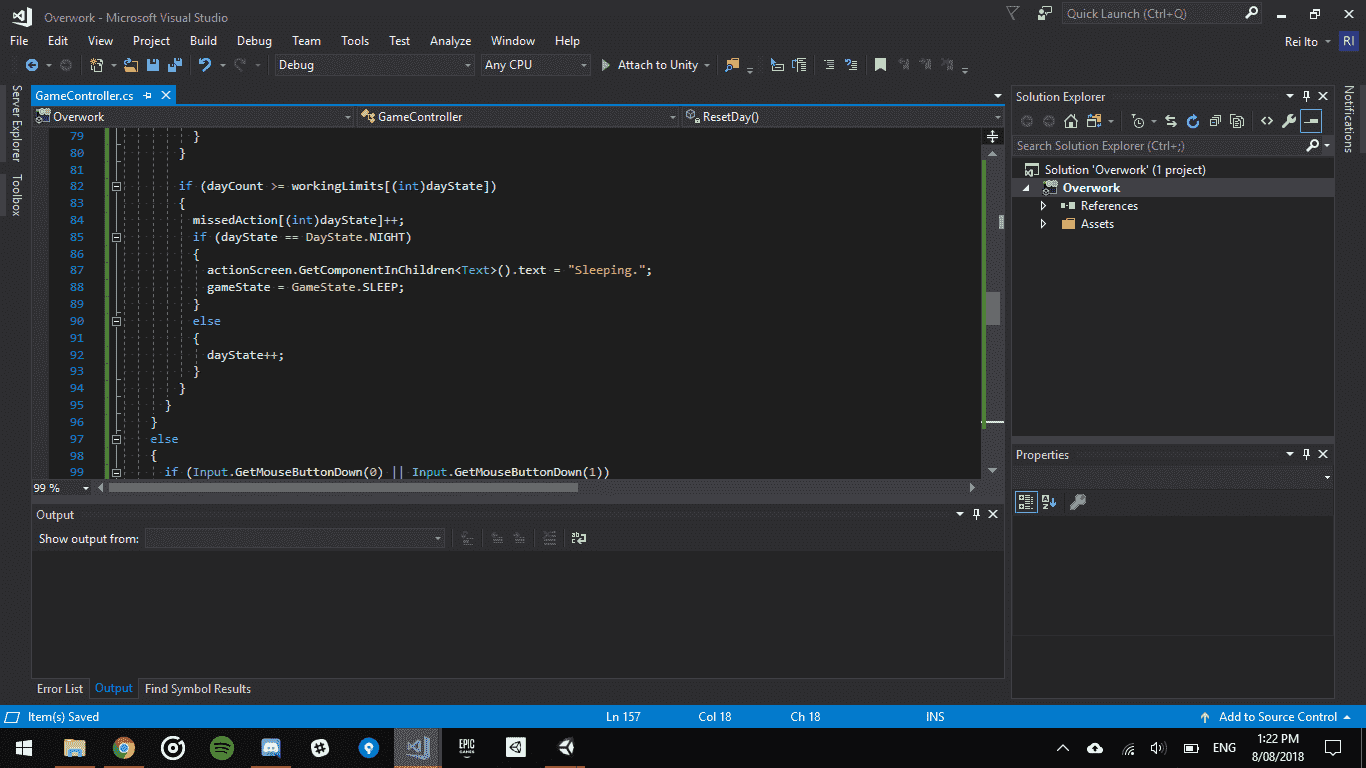 Overwork - Microsoft Visual Studio
Quick Launch (Ctrl+Q)
File Edit View Project Build Debug Team Tools Test Analyze Window Help
Rei Ito RI
Debug Any CPU Attach to Unity
Server Explorer
Toolbox
GameController.cs
Overwork GameController ResetDay()
79 }
80 }
81
82 if (dayCount >= workingLimits[(int)dayState])
83 {
84 missedAction[(int)dayState]++;
85 if (dayState == DayState.NIGHT)
86 {
87 actionScreen.GetComponentInChildren<Text>().text = "Sleeping.";
88 gameState = GameState.SLEEP;
89 }
90 else
91 {
92 dayState++;
93 }
94 }
95 }
96 }
97 else
98 {
99 if (Input.GetMouseButtonDown(0) || Input.GetMouseButtonDown(1))
99 %
Output
Show output from:
Error List Output Find Symbol Results
Solution Explorer
Search Solution Explorer (Ctrl+;)
Solution 'Overwork' (1 project)
Overwork
References
Assets
Properties
Notifications
Item(s) Saved Ln 157 Col 18 Ch 18 INS Add to Source Control
EPIC
GAMES
ENG
1:22 PM
8/08/2018